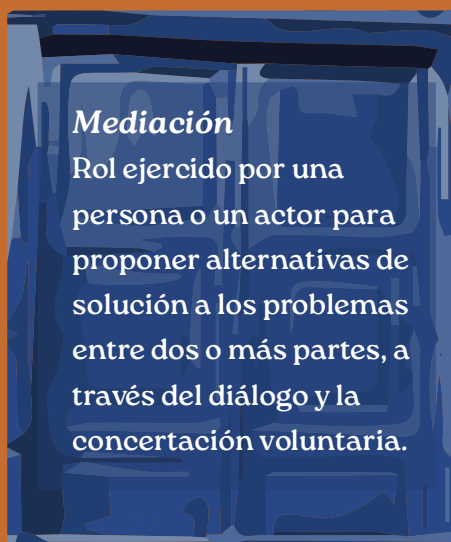 Mediación
Rol ejercido por una
persona o un actor para
proponer alternativas de
solución a los problemas
entre dos o más partes, a
través del diálogo y la
concertación voluntaria.